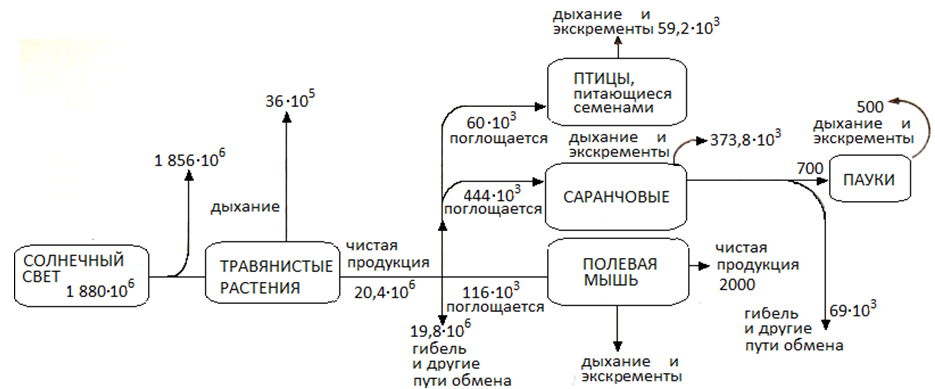 дыхание и
экскременты 59,2·10³
ПТИЦЫ,
питающиеся
семенами
36·10⁵
60·10³
поглощается
500
дыхание и
экскременты
дыхание и
экскременты
373,8·10³
1 856·10⁶
700
ПАУКИ
444·10³
поглощается
САРАНЧОВЫЕ
дыхание
СОЛНЕЧНЫЙ
СВЕТ
1 880·10⁶
ТРАВЯНИСТЫЕ
РАСТЕНИЯ
чистая
продукция
20,4·10⁶
116·10³
поглощается
ПОЛЕВАЯ
МЫШЬ
чистая
продукция
2000
19,8·10⁶
гибель
и другие
пути обмена
69·10³
гибель
и другие
пути обмена
дыхание и
экскременты